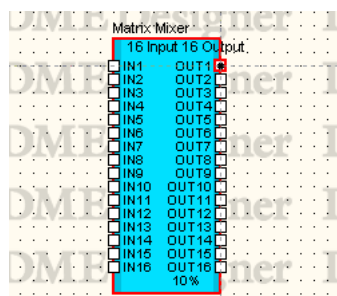 Matrix Mixer
16 Input 16 Output
IN1 OUT1
IN2 OUT2
IN3 OUT3
IN4 OUT4
IN5 OUT5
IN6 OUT6
IN7 OUT7
IN8 OUT8
IN9 OUT9
IN10 OUT10
IN11 OUT11
IN12 OUT12
IN13 OUT13
IN14 OUT14
IN15 OUT15
IN16 OUT16
10%